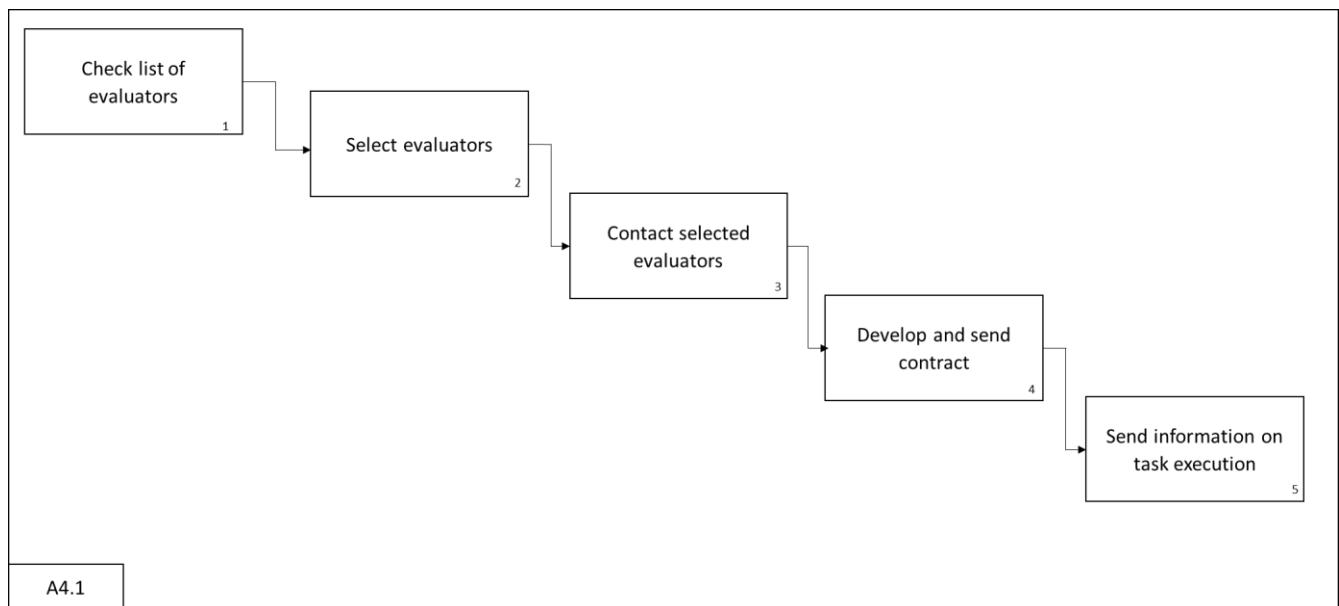 Check list of
evaluators
1
Select evaluators
2
Contact selected
evaluators
3
Develop and send
contract
4
Send information on
task execution
5
A4.1